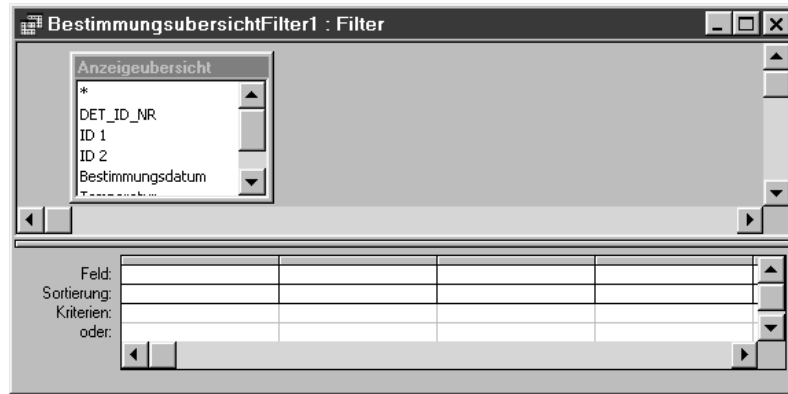 BestimmungsubersichtFilter1 : Filter
Anzeigeubersicht
*
DET_ID_NR
ID 1
ID 2
Bestimmungsdatum
Feld:
Sortierung:
Kriterien:
oder: